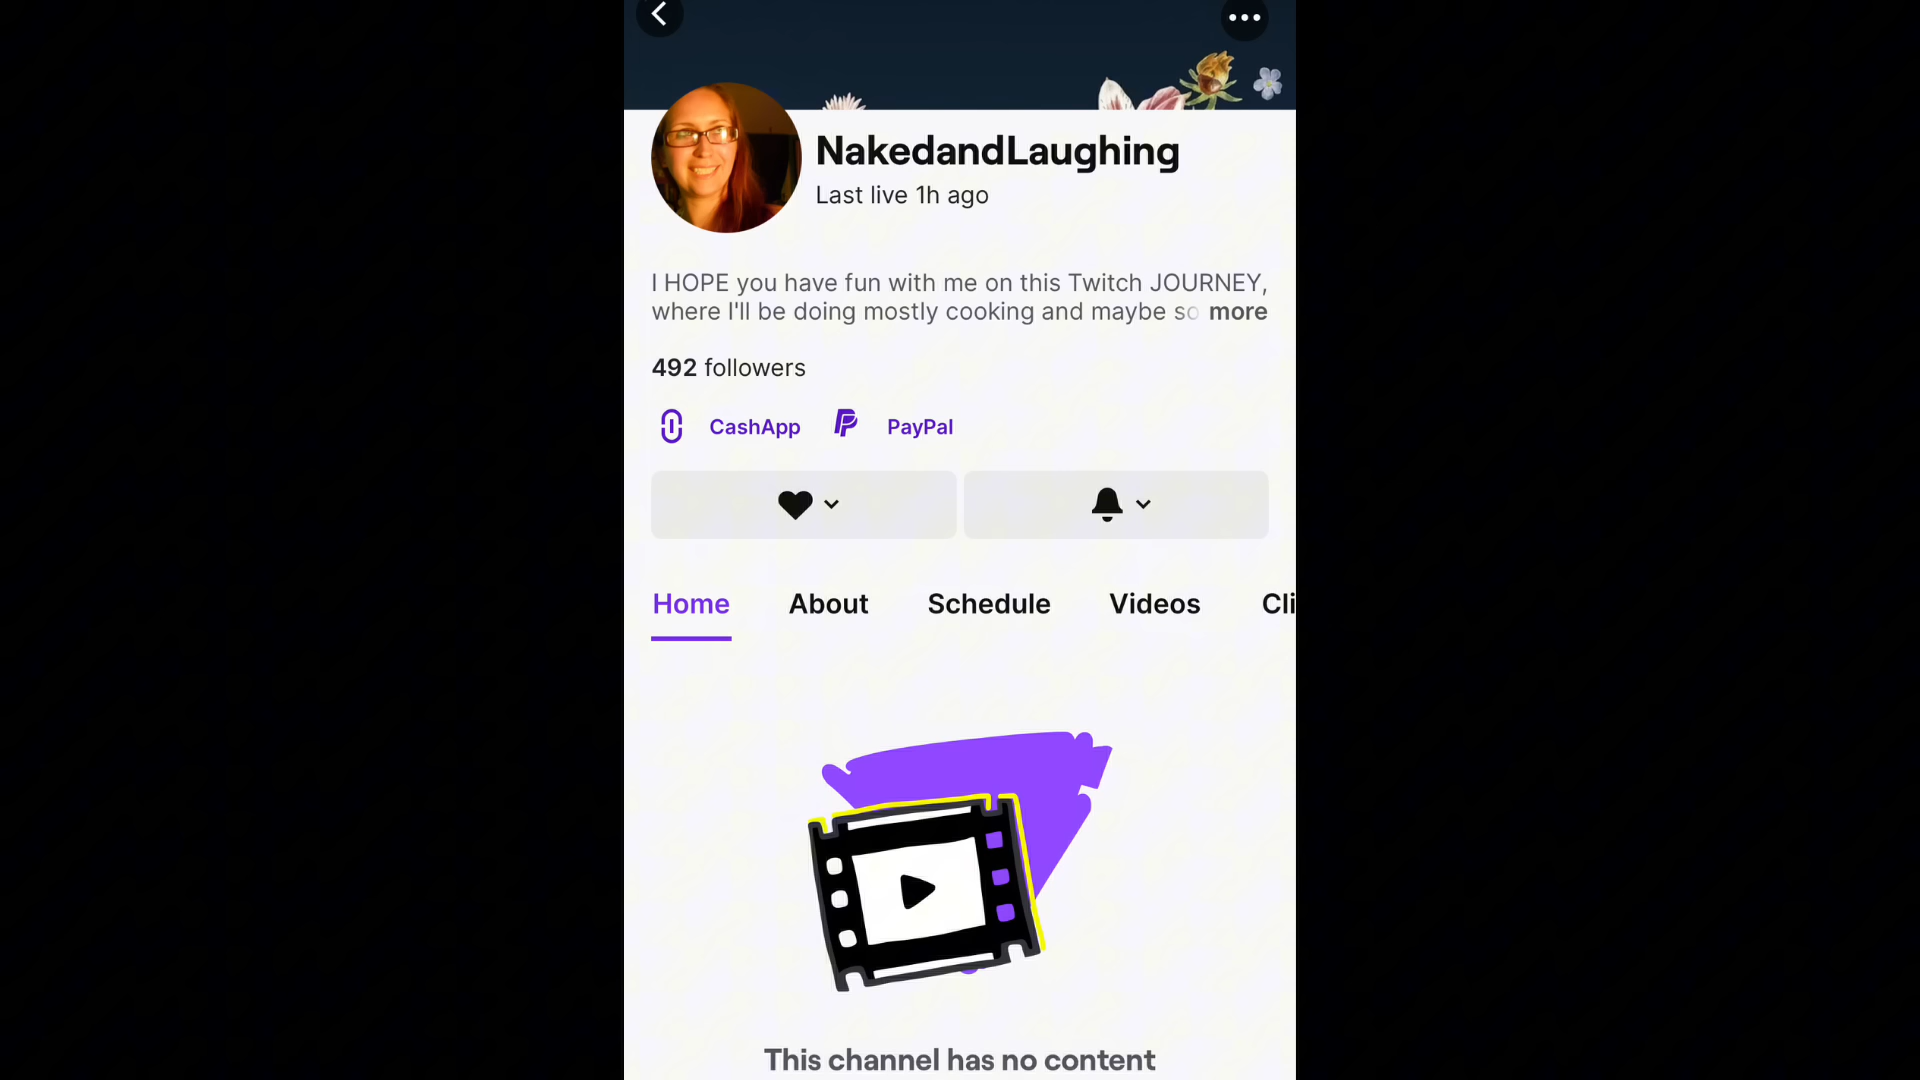 NakedandLaughing
Last live 1h ago
I HOPE you have fun with me on this Twitch JOURNEY,
where I'll be doing mostly cooking and maybe so more
492 followers
CashApp PayPal
Home About Schedule Videos Cli
This channel has no content